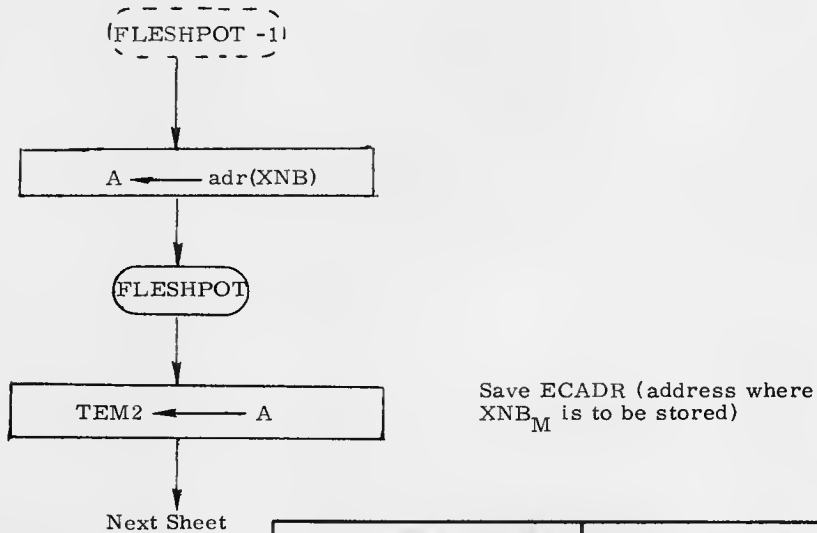 FLESHPOT -1
A ← adr(XNB)
FLESHPOT
TEM2 ← A
Save ECADR (address where
XNB_M is to be stored)
Next Sheet